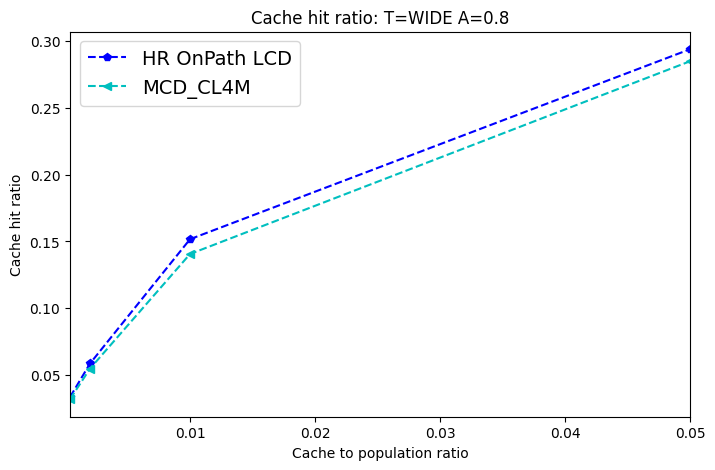 Cache hit ratio: T=WIDE A=0.8
HR OnPath LCD
MCD_CL4M
0.30
0.25
0.20
0.15
0.10
0.05
Cache hit ratio
0.01 0.02 0.03 0.04 0.05
Cache to population ratio